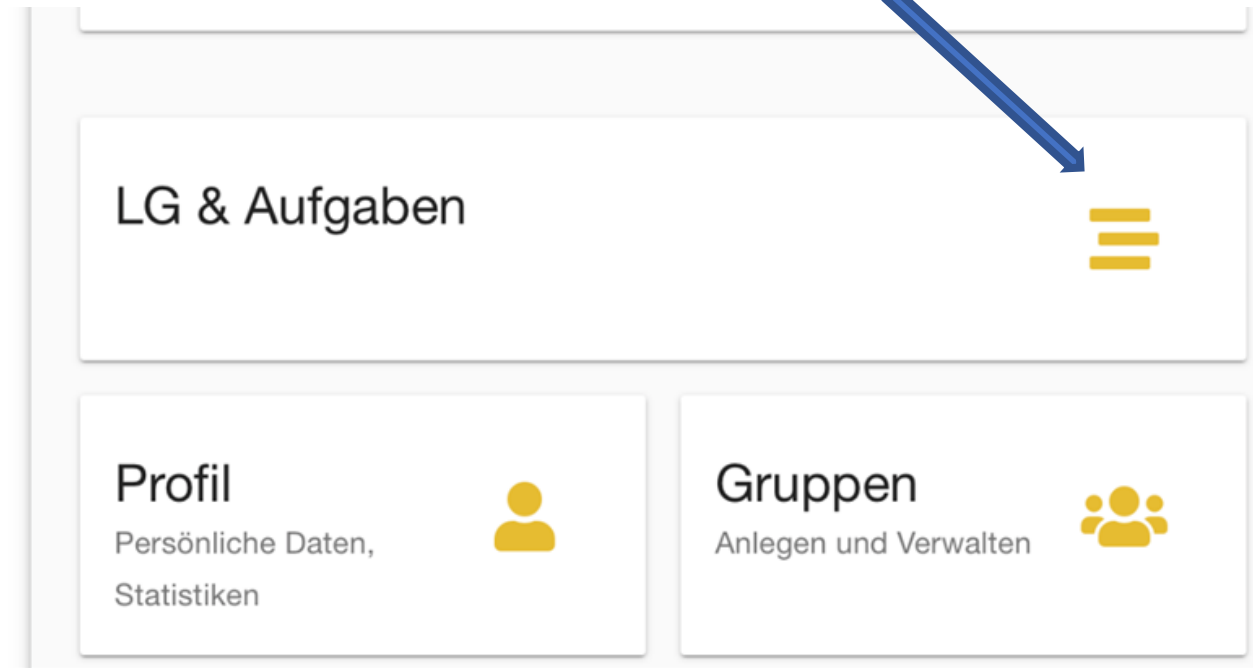 LG & Aufgaben
Profil
Persönliche Daten,
Statistiken
Gruppen
Anlegen und Verwalten